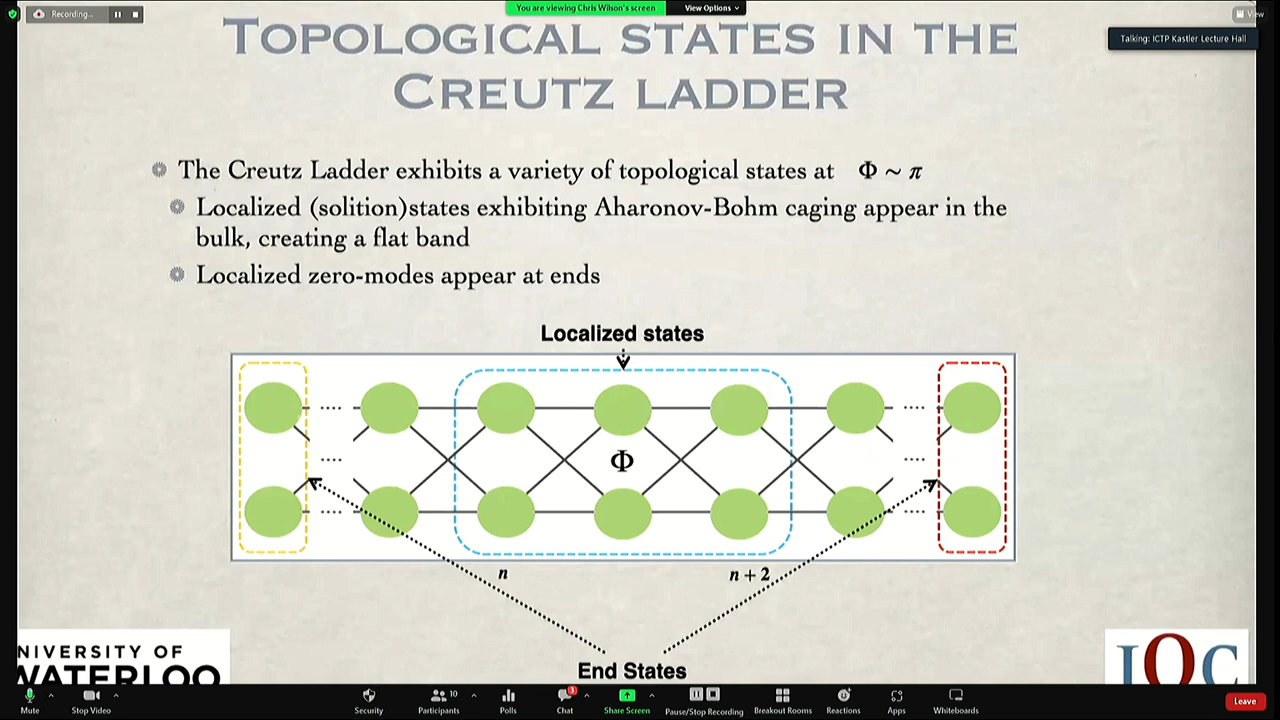 Recording...
You are viewing Chris Wilson's screen
View Options
View
Talking: ICTP Kastler Lecture Hall
TOPOLOGICAL STATES IN THE
CREUTZ LADDER
The Creutz Ladder exhibits a variety of topological states at Φ ~ π
Localized (solition)states exhibiting Aharonov-Bohm caging appear in the
bulk, creating a flat band
Localized zero-modes appear at ends
Localized states
Φ
n
n + 2
End States
NIVERSITY OF
WATERLOO
IQC
Mute
Stop Video
Security
10
Participants
Polls
3
Chat
Share Screen
Pause/Stop Recording
Breakout Rooms
Reactions
Apps
Whiteboards
Leave